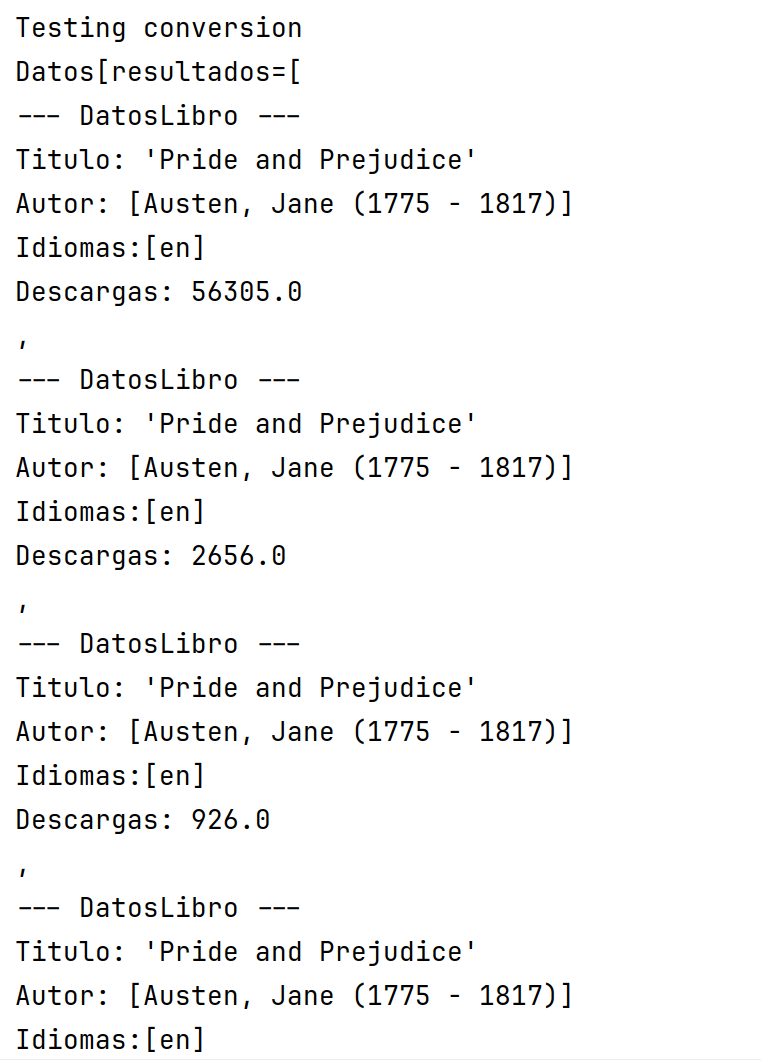 Testing conversion
Datos[resultados=[
--- DatosLibro ---
Titulo: 'Pride and Prejudice'
Autor: [Austen, Jane (1775 - 1817)]
Idiomas:[en]
Descargas: 56305.0
,
--- DatosLibro ---
Titulo: 'Pride and Prejudice'
Autor: [Austen, Jane (1775 - 1817)]
Idiomas:[en]
Descargas: 2656.0
,
--- DatosLibro ---
Titulo: 'Pride and Prejudice'
Autor: [Austen, Jane (1775 - 1817)]
Idiomas:[en]
Descargas: 926.0
,
--- DatosLibro ---
Titulo: 'Pride and Prejudice'
Autor: [Austen, Jane (1775 - 1817)]
Idiomas:[en]